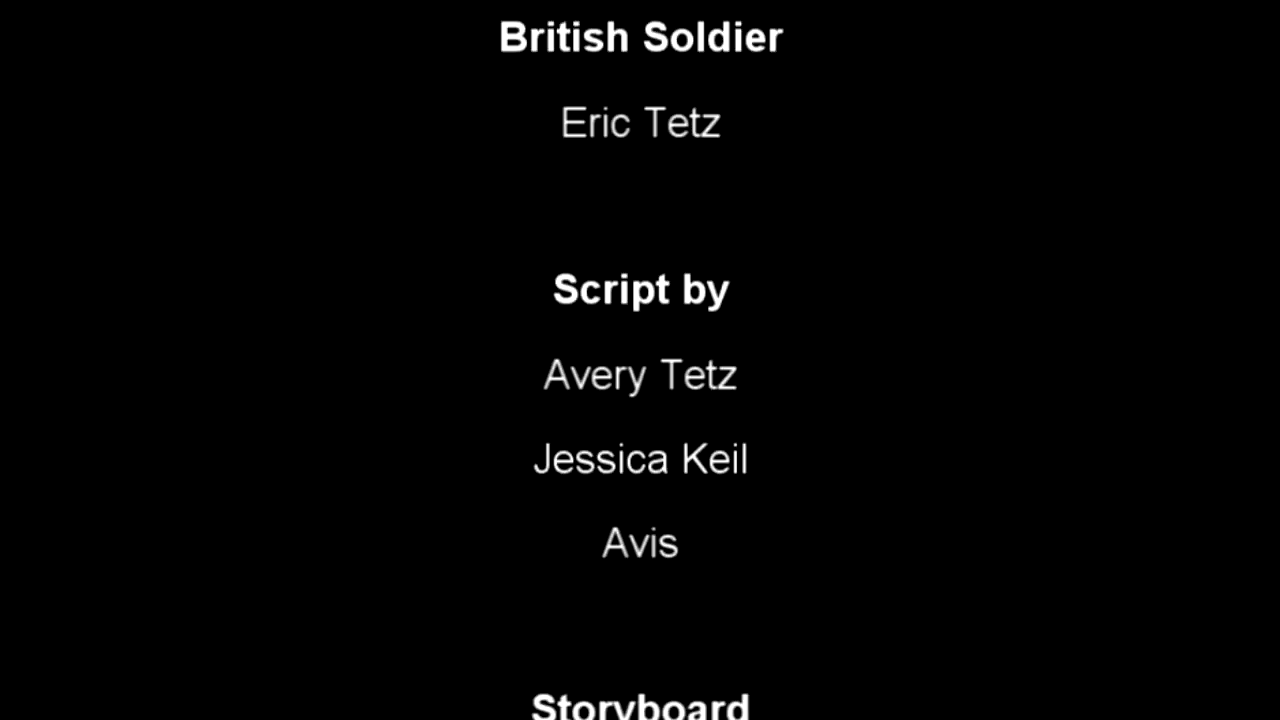 British Soldier
Eric Tetz
Script by
Avery Tetz
Jessica Keil
Avis
Storyboard